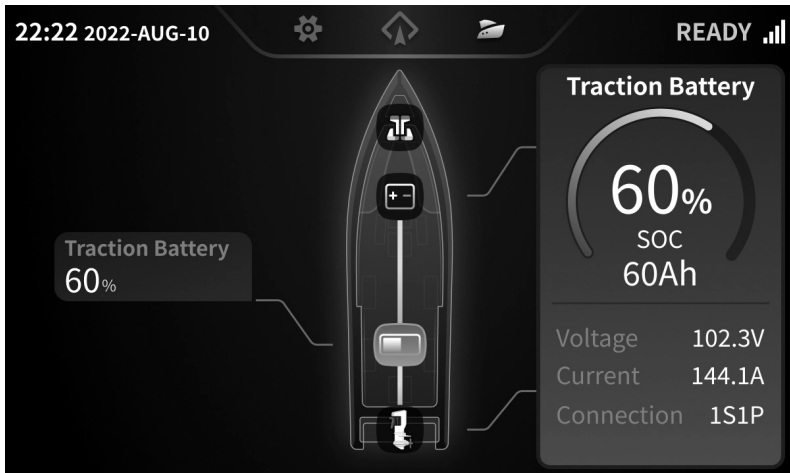 22:22 2022-AUG-10
READY
Traction Battery
60%
Traction Battery
60%
SOC
60Ah
Voltage 102.3V
Current 144.1A
Connection 1S1P